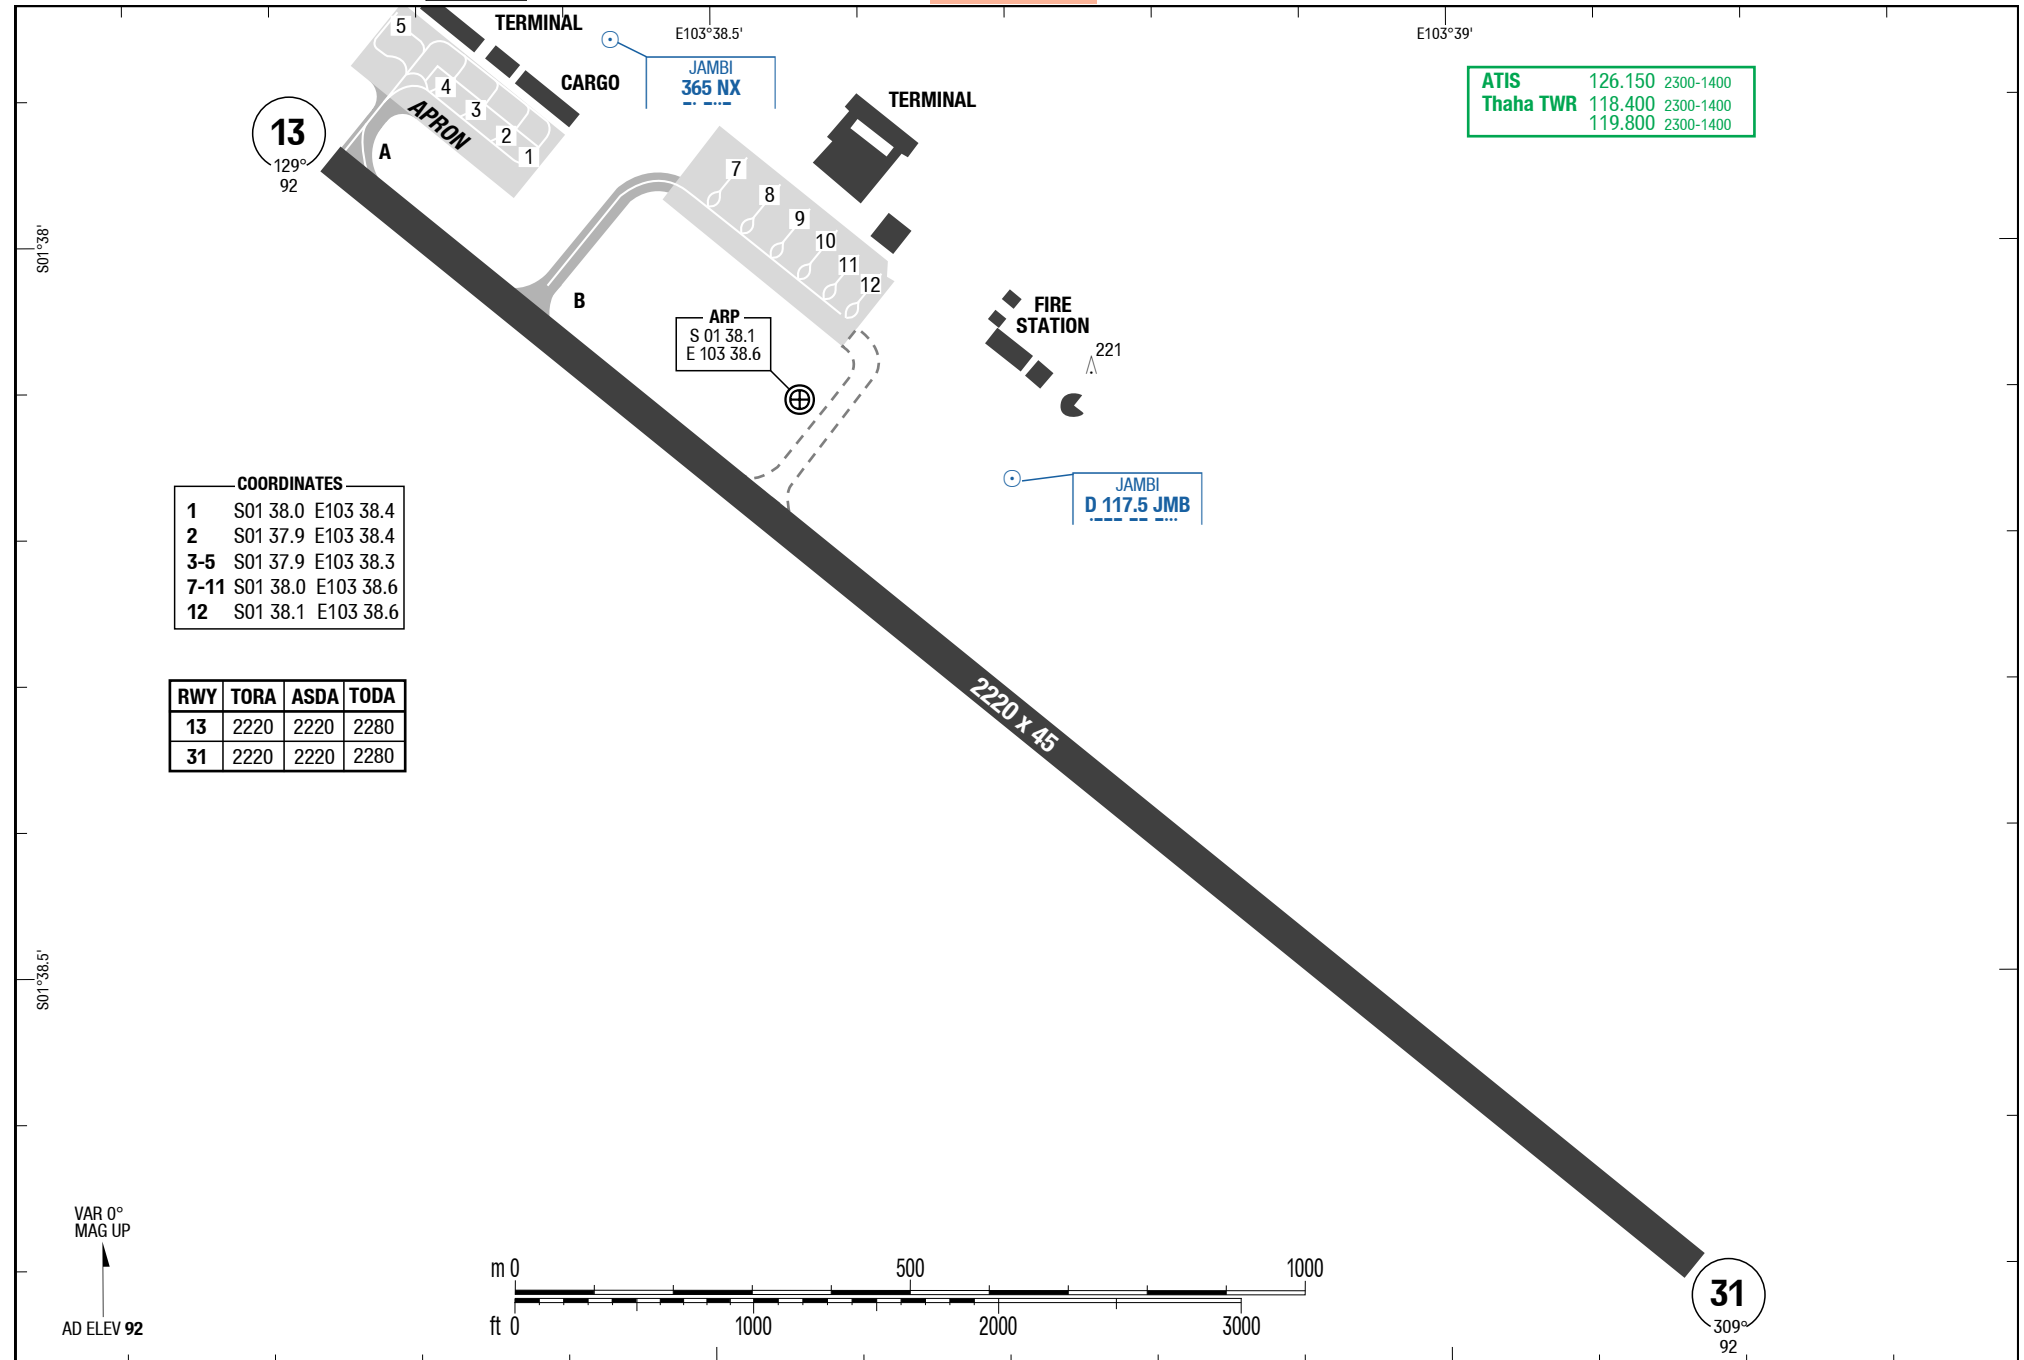 5
TERMINAL
E103°38.5'
E103°39'
JAMBI
365 NX
ATIS 126.150 2300-1400
Thaha TWR 118.400 2300-1400
119.800 2300-1400
CARGO
TERMINAL
4
3
2
1
APRON
13
129°
92
A
7
8
9
10
11
12
S01°38'
B
ARP
S 01 38.1
E 103 38.6
FIRE
STATION
221
JAMBI
D 117.5 JMB
COORDINATES
1 S01 38.0 E103 38.4
2 S01 37.9 E103 38.4
3-5 S01 37.9 E103 38.3
7-11 S01 38.0 E103 38.6
12 S01 38.1 E103 38.6
RWY TORA ASDA TODA
13 2220 2220 2280
31 2220 2220 2280
2220 x 45
S01°38.5'
VAR 0°
MAG UP
AD ELEV 92
m 0 500 1000
ft 0 1000 2000 3000
31
309°
92